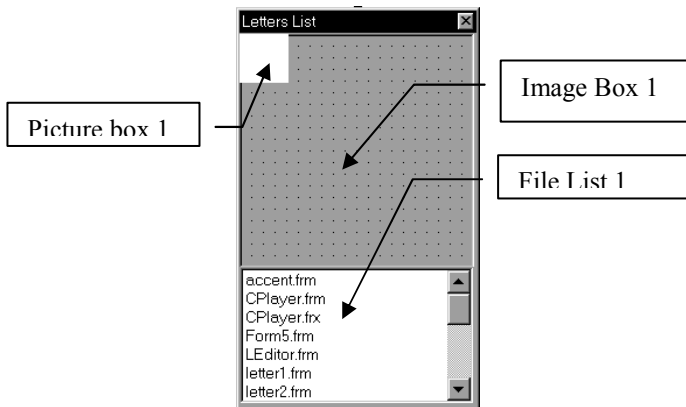 Letters List
Image Box 1
Picture box 1
File List 1
accent.frm
CPlayer.frm
CPlayer.frx
Form5.frm
LEditor.frm
letter1.frm
letter2.frm